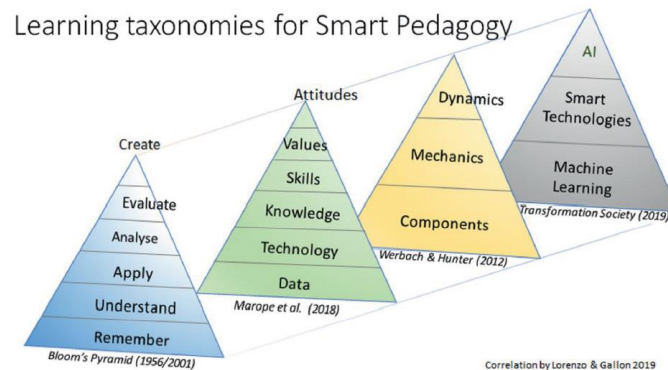 Learning taxonomies for Smart Pedagogy
Create
Evaluate
Analyse
Apply
Understand
Remember
Bloom's Pyramid (1956/2001)
Attitudes
Values
Skills
Knowledge
Technology
Data
Marope et al. (2018)
Dynamics
Mechanics
Components
Werbach & Hunter (2012)
AI
Smart
Technologies
Machine
Learning
Transformation Society (2019)
Correlation by Lorenzo & Gallon 2019